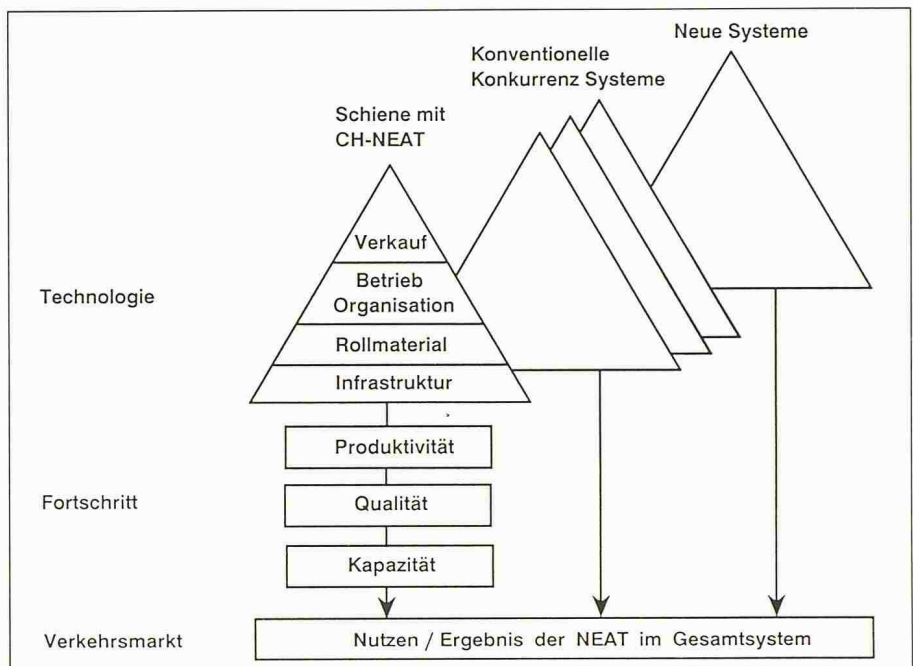 Neue Systeme
Konventionelle
Konkurrenz Systeme
Schiene mit
CH-NEAT
Verkauf
Betrieb
Organisation
Technologie
Rollmaterial
Infrastruktur
Produktivität
Fortschritt
Qualität
Kapazität
Verkehrsmarkt
Nutzen / Ergebnis der NEAT im Gesamtsystem